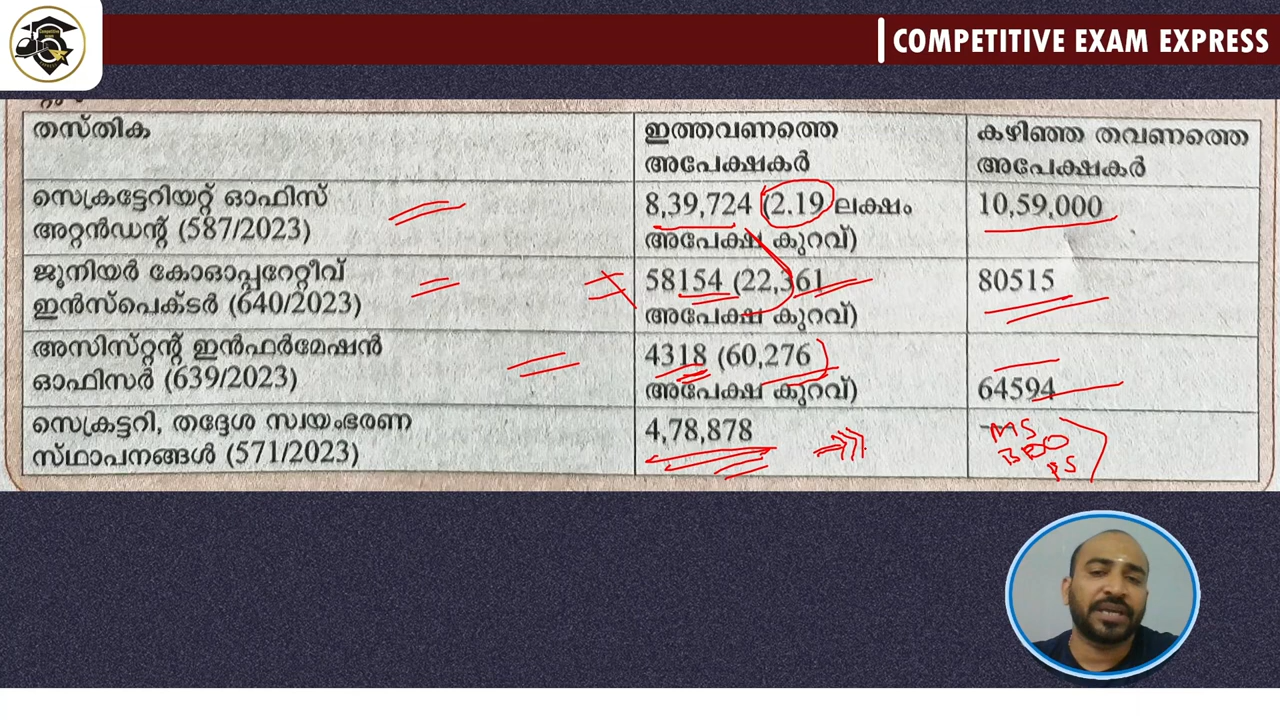 COMPETITIVE EXAM EXPRESS
തസ്തിക
ഇത്തവണത്തെ
അപേക്ഷകർ
കഴിഞ്ഞ തവണത്തെ
അപേക്ഷകർ
സെക്രട്ടേറിയറ്റ് ഓഫിസ്
അറ്റൻഡന്റ് (587/2023)
8,39,724 (2.19 ലക്ഷം
അപേക്ഷ കുറവ്)
10,59,000
ജൂനിയർ കോഓപ്പറേറ്റീവ്
ഇൻസ്പെക്ടർ (640/2023)
58154 (22,361
അപേക്ഷ കുറവ്)
80515
അസിസ്റ്റന്റ് ഇൻഫർമേഷൻ
ഓഫിസർ (639/2023)
4318 (60,276
അപേക്ഷ കുറവ്)
64594
സെക്രട്ടറി, തദ്ദേശ സ്വയംഭരണ
സ്ഥാപനങ്ങൾ (571/2023)
4,78,878
MS
BDO
PS